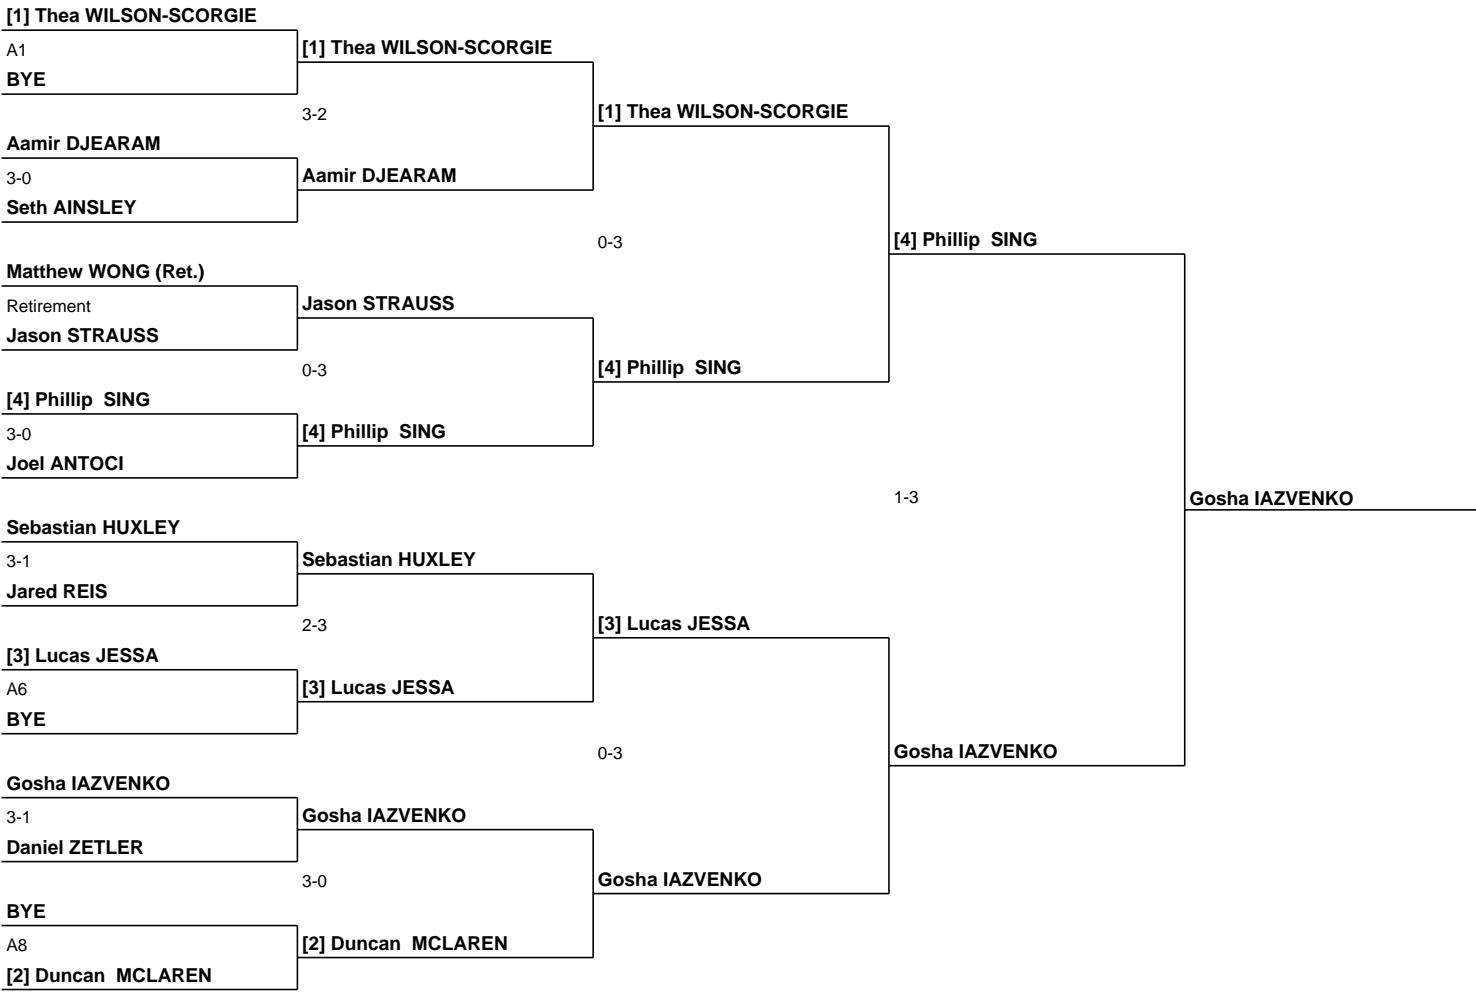 [1] Thea WILSON-SCORGIE
A1
BYE
Aamir DJEARAM
3-0
Seth AINSLEY
Matthew WONG (Ret.)
Retirement
Jason STRAUSS
[4] Phillip  SING
3-0
Joel ANTOCI
Sebastian HUXLEY
3-1
Jared REIS
[3] Lucas JESSA
A6
BYE
Gosha IAZVENKO
3-1
Daniel ZETLER
BYE
A8
[2] Duncan  MCLAREN
[1] Thea WILSON-SCORGIE
3-2
Aamir DJEARAM
Jason STRAUSS
0-3
[4] Phillip  SING
Sebastian HUXLEY
2-3
[3] Lucas JESSA
Gosha IAZVENKO
3-0
[2] Duncan  MCLAREN
[1] Thea WILSON-SCORGIE
0-3
[4] Phillip  SING
[3] Lucas JESSA
0-3
Gosha IAZVENKO
[4] Phillip  SING
1-3
Gosha IAZVENKO
Gosha IAZVENKO